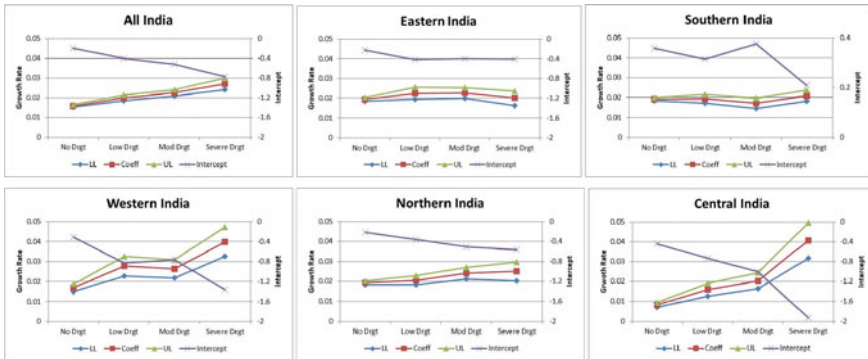 All India
0.05
0.04
0.03
0.02
0.01
0
Growth Rate
0
-0.4
-0.8
-1.2
-1.6
-2
Intercept
No Drgt Low Drgt Mod Drgt Severe Drgt
LL Coeff UL Intercept
Eastern India
0.05
0.04
0.03
0.02
0.01
0
Growth Rate
0
-0.4
-0.8
-1.2
-1.6
-2
Intercept
No Drgt Low Drgt Mod Drgt Severe Drgt
LL Coeff UL Intercept
Southern India
0.05
0.04
0.03
0.02
0.01
0
Growth Rate
0.4
0.2
0
Intercept
No Drgt Low Drgt Mod Drgt Severe Drgt
LL Coeff UL Intercept
Western India
0.05
0.04
0.03
0.02
0.01
0
Growth Rate
0
-0.4
-0.8
-1.2
-1.6
-2
Intercept
No Drgt Low Drgt Mod Drgt Severe Drgt
LL Coeff UL Intercept
Northern India
0.05
0.04
0.03
0.02
0.01
0
Growth Rate
0
-0.4
-0.8
-1.2
-1.6
-2
Intercept
No Drgt Low Drgt Mod Drgt Severe Drgt
LL Coeff UL Intercept
Central India
0.05
0.04
0.03
0.02
0.01
0
Growth Rate
0
-0.4
-0.8
-1.2
-1.6
-2
Intercept
No Drgt Low Drgt Mod Drgt Severe Drgt
LL Coeff UL Intercept